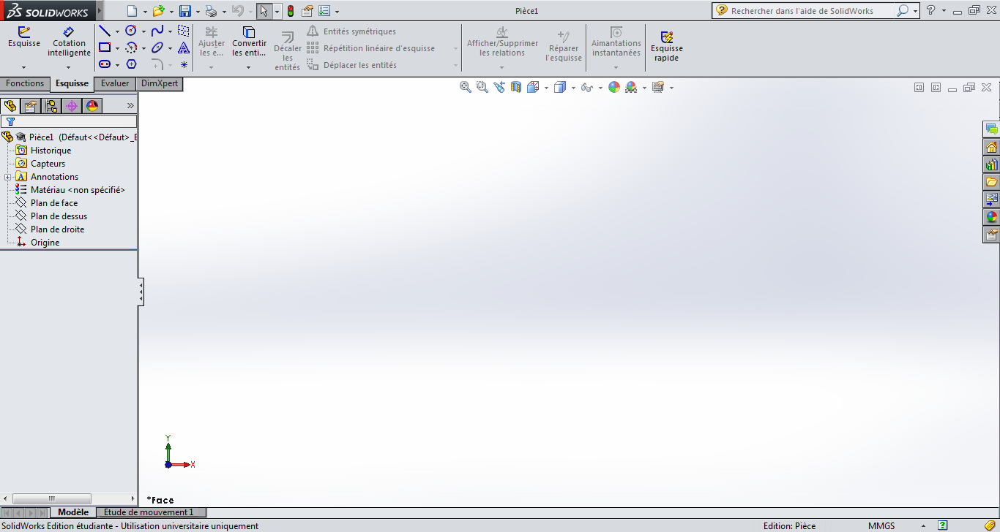 SOLIDWORKS
Pièce1
Rechercher dans l'aide de SolidWorks
Esquisse
Cotation
intelligente
Ajuster
les e...
Convertir
les enti...
Décaler
les
entités
Entités symétriques
Répétition linéaire d'esquisse
Déplacer les entités
Afficher/Supprimer
les relations
Réparer
l'esquisse
Aimantations
instantanées
Esquisse
rapide
Fonctions
Esquisse
Evaluer
DimXpert
Pièce1 (Défaut<<Défaut>_E
Historique
Capteurs
Annotations
Matériau <non spécifié>
Plan de face
Plan de dessus
Plan de droite
Origine
Y
X
*Face
Modèle
Etude de mouvement 1
SolidWorks Edition étudiante - Utilisation universitaire uniquement
Edition: Pièce
MMGS